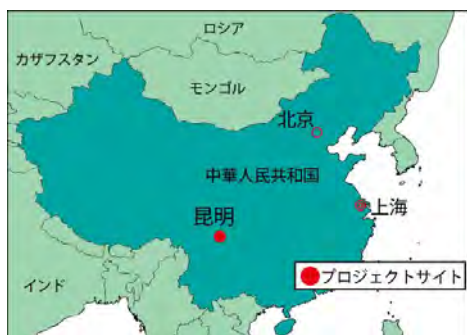 ロシア
カザフスタン
モンゴル
北京
中華人民共和国
上海
昆明
インド
プロジェクトサイト